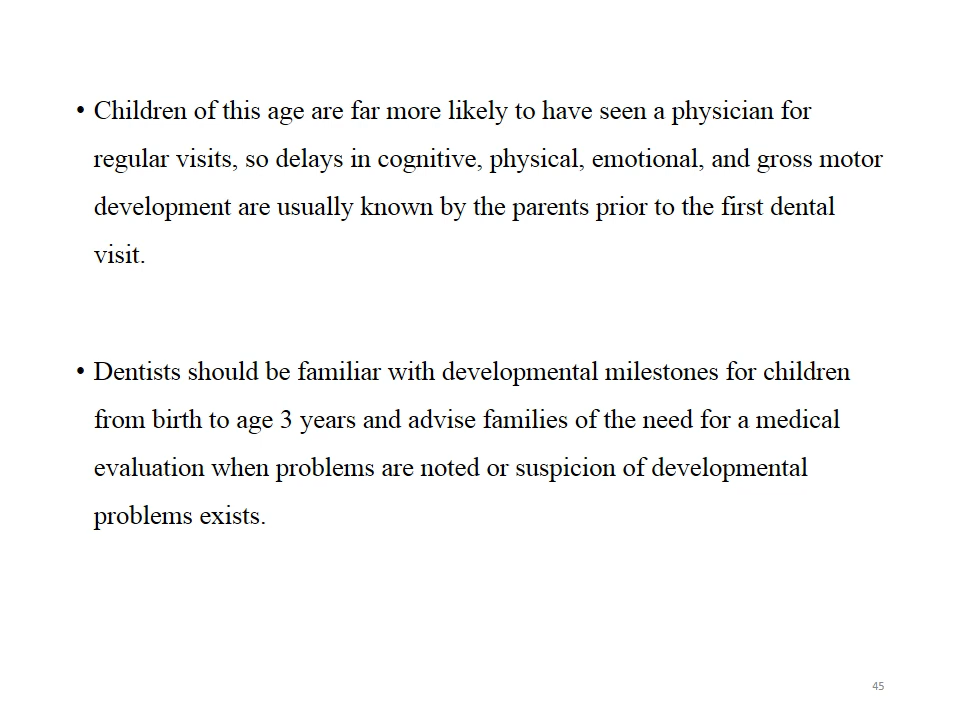 • Children of this age are far more likely to have seen a physician for
regular visits, so delays in cognitive, physical, emotional, and gross motor
development are usually known by the parents prior to the first dental
visit.
• Dentists should be familiar with developmental milestones for children
from birth to age 3 years and advise families of the need for a medical
evaluation when problems are noted or suspicion of developmental
problems exists.
45